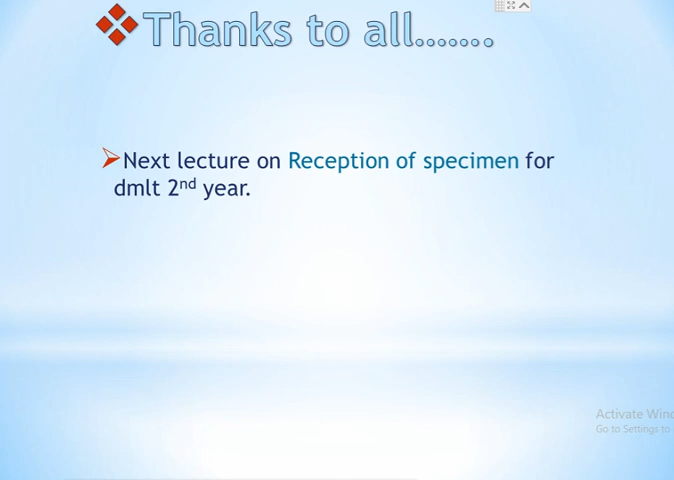 Thanks to all.......
Next lecture on Reception of specimen for
dmlt 2nd year.
Activate Wind
Go to Settings to